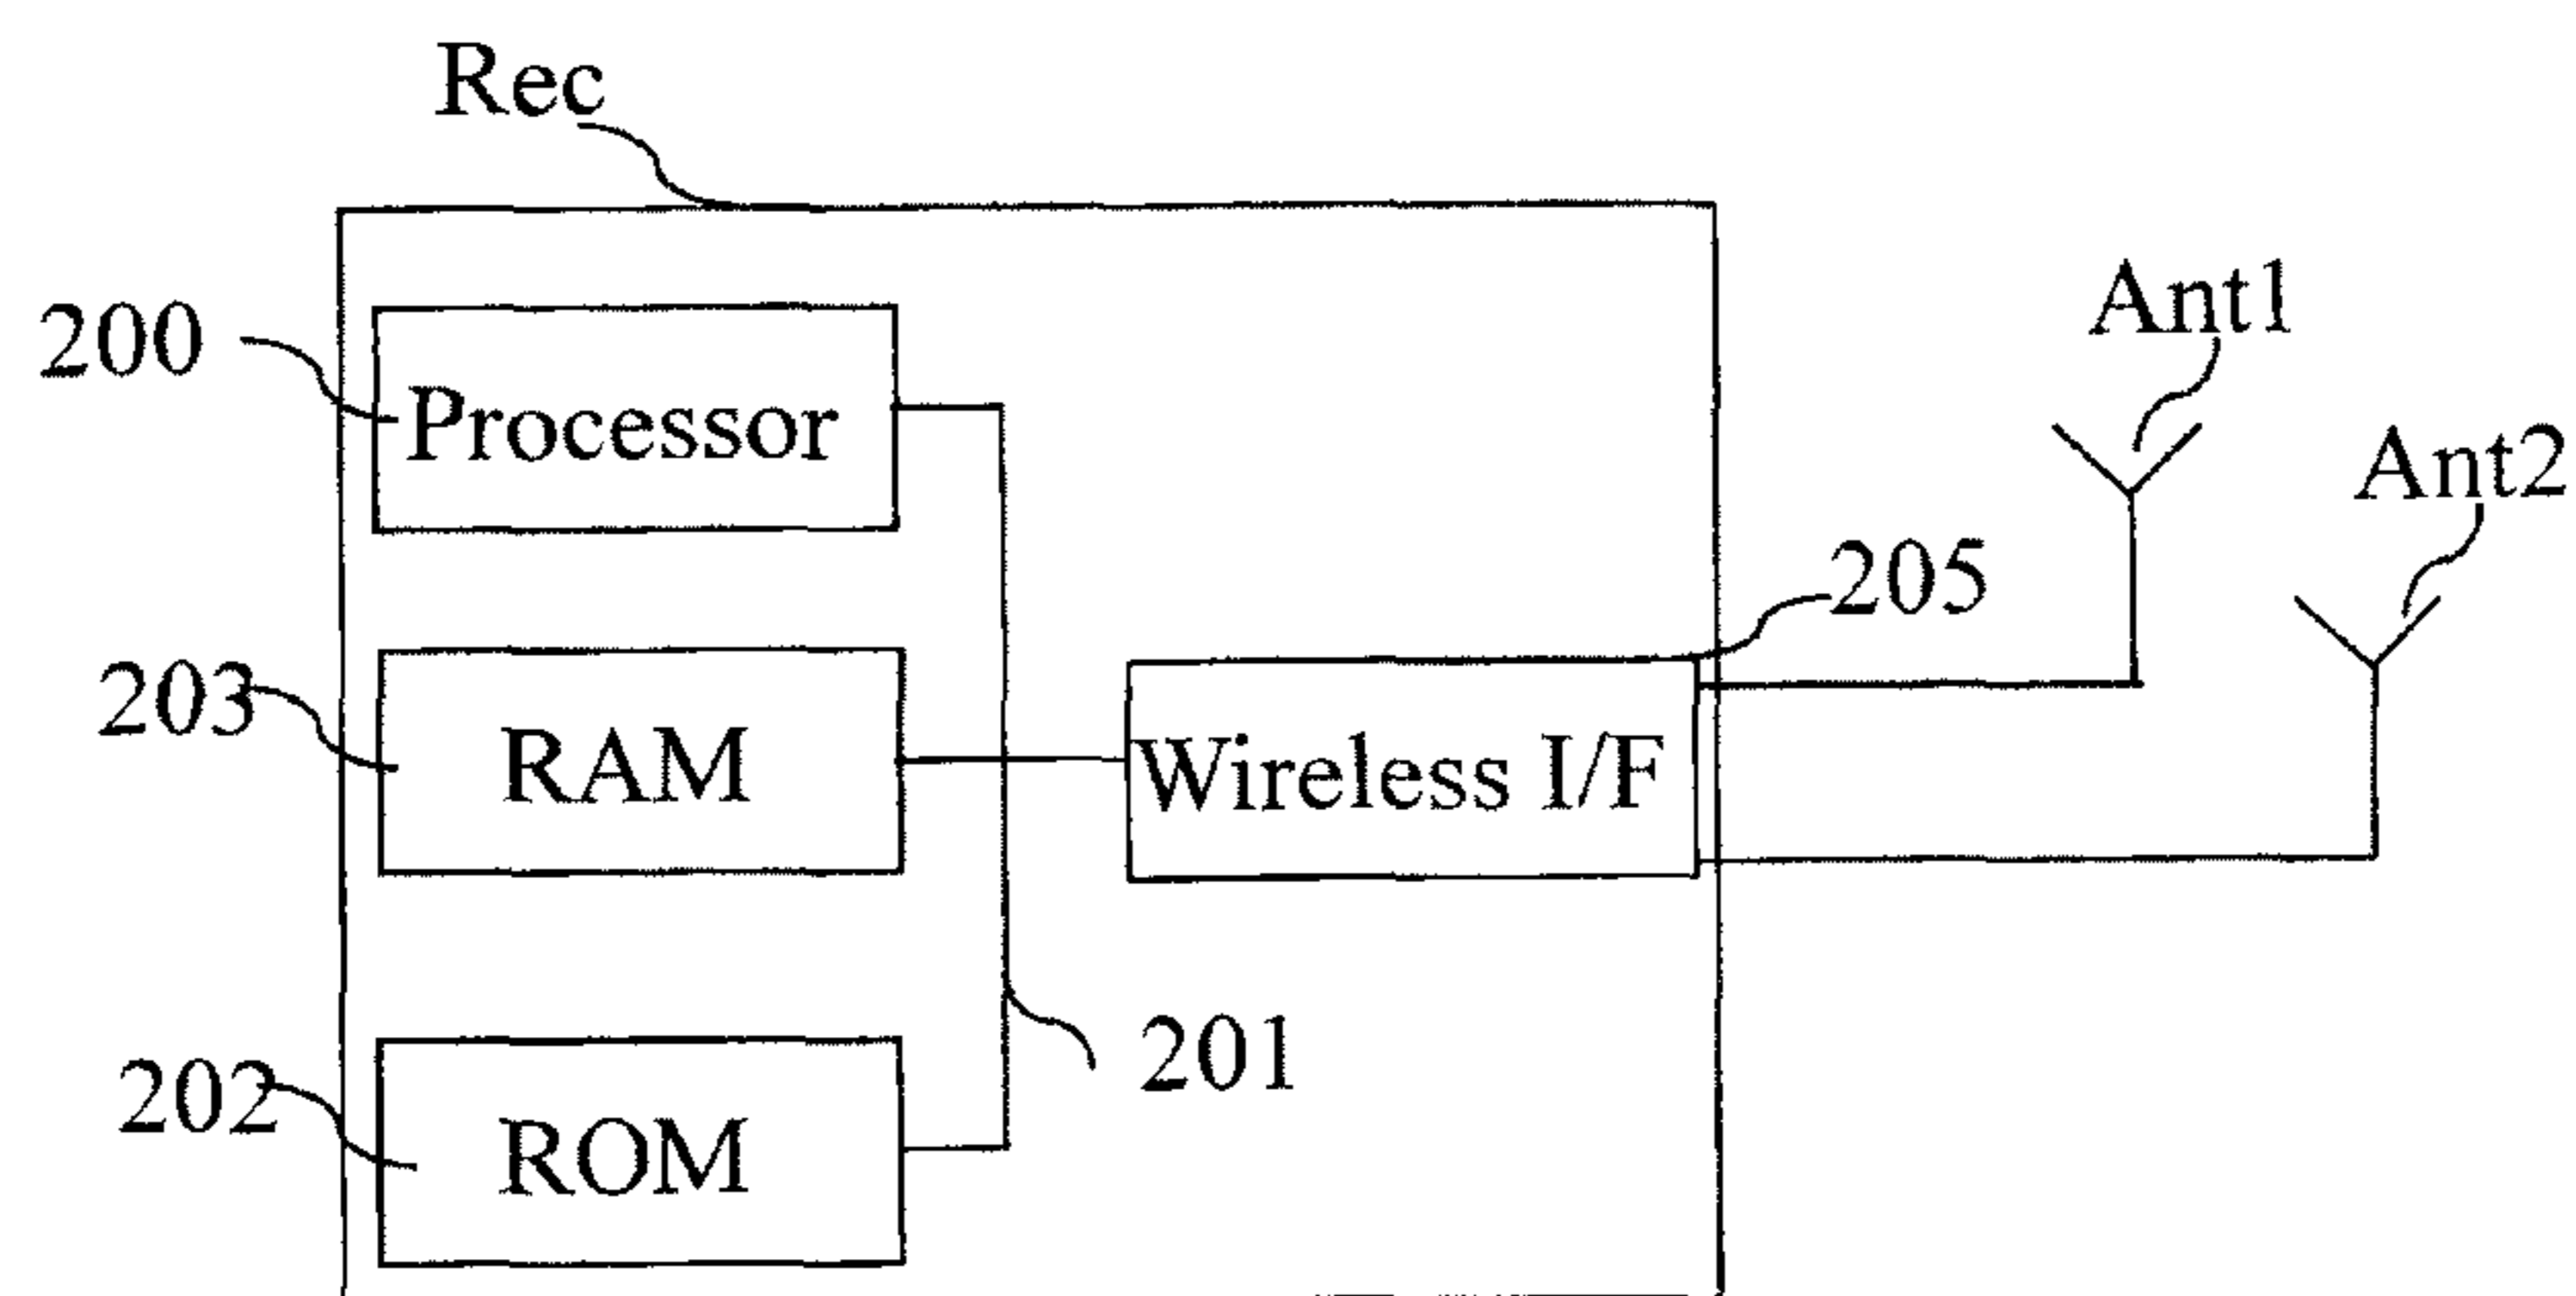 Rec
200
Processor
Ant1
Ant2
205
203
RAM
Wireless I/F
201
202
ROM